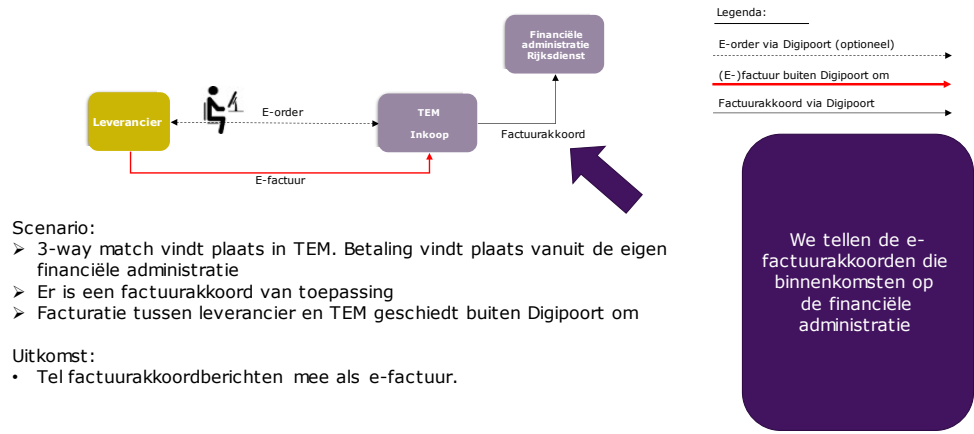 Legenda:
E-order via Digipoort (optioneel)
(E-)factuur buiten Digipoort om
Factuurakkoord via Digipoort
Financiële
administratie
Rijksdienst
Leverancier
E-order
TEM
Inkoop
Factuurakkoord
E-factuur
Scenario:
➢ 3-way match vindt plaats in TEM. Betaling vindt plaats vanuit de eigen
financiële administratie
➢ Er is een factuurakkoord van toepassing
➢ Facturatie tussen leverancier en TEM geschiedt buiten Digipoort om
Uitkomst:
• Tel factuurakkoordberichten mee als e-factuur.
We tellen de e-
factuurakkoorden die
binnenkomsten op
de financiële
administratie